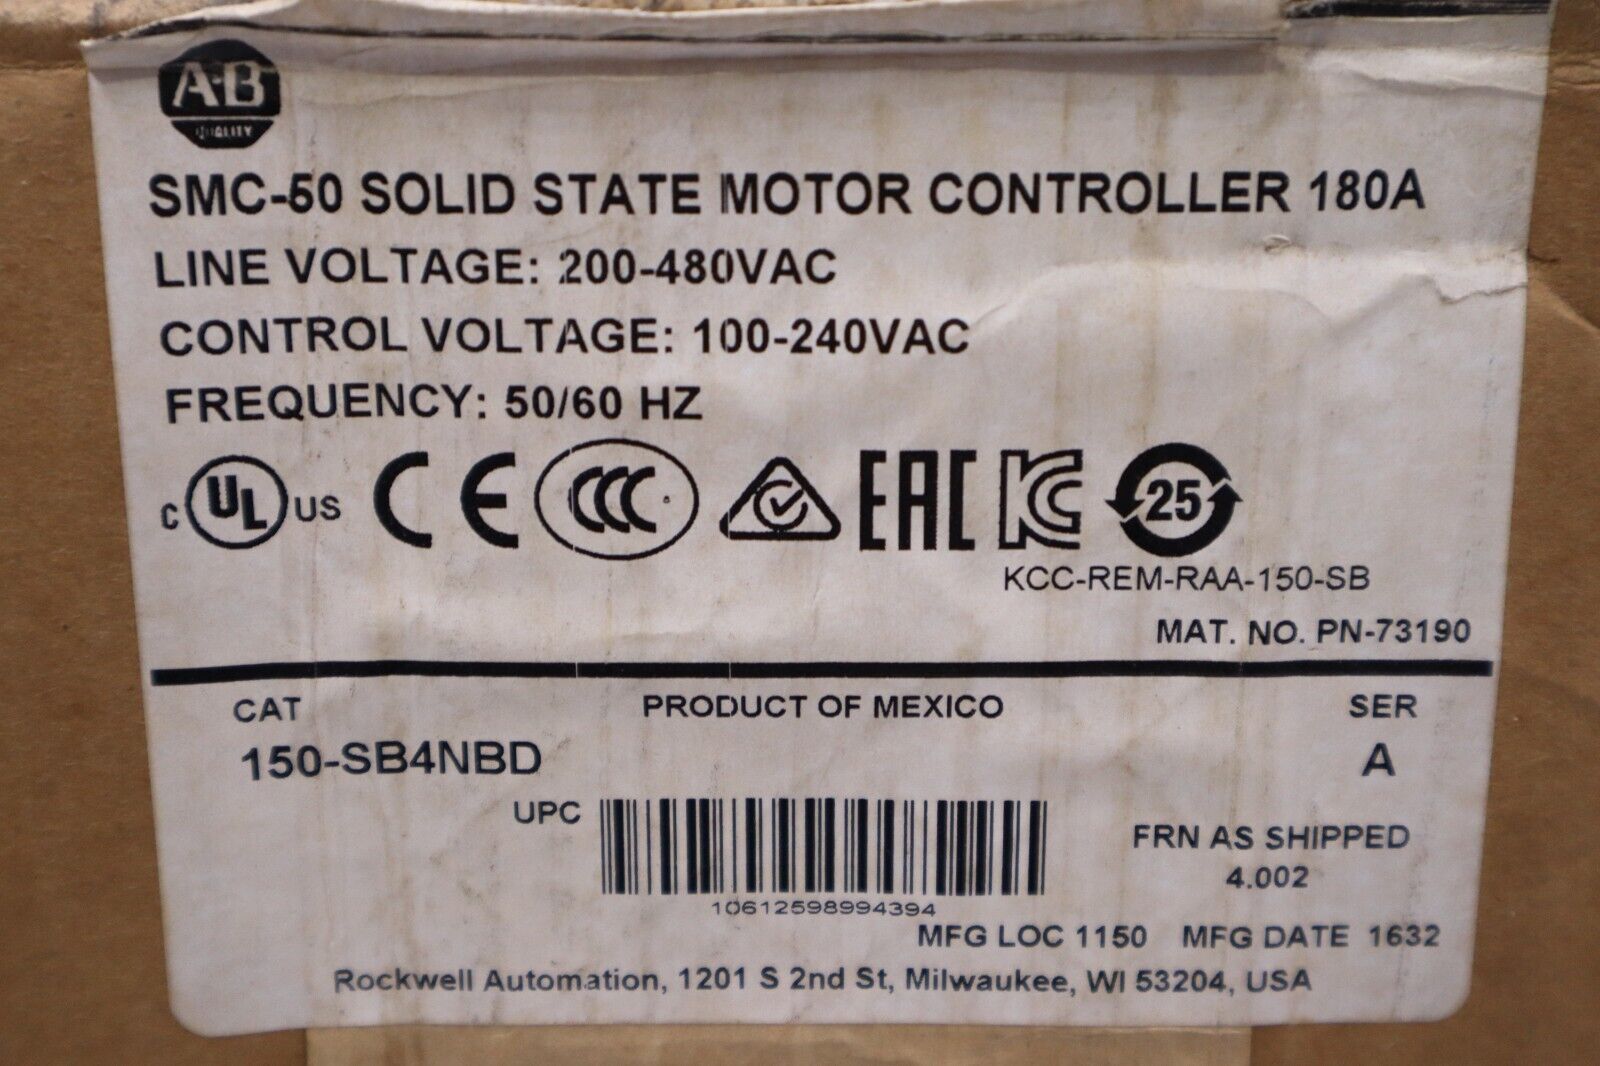 A-B
QUALITY
SMC-50 SOLID STATE MOTOR CONTROLLER 180A
LINE VOLTAGE: 200-480VAC
CONTROL VOLTAGE: 100-240VAC
FREQUENCY: 50/60 HZ
C UL US CE CCC EAC KC 25
KCC-REM-RAA-150-SB
MAT. NO. PN-73190
CAT PRODUCT OF MEXICO SER
150-SB4NBD A
UPC
FRN AS SHIPPED
4.002
10612598994394
MFG LOC 1150 MFG DATE 1632
Rockwell Automation, 1201 S 2nd St, Milwaukee, WI 53204, USA